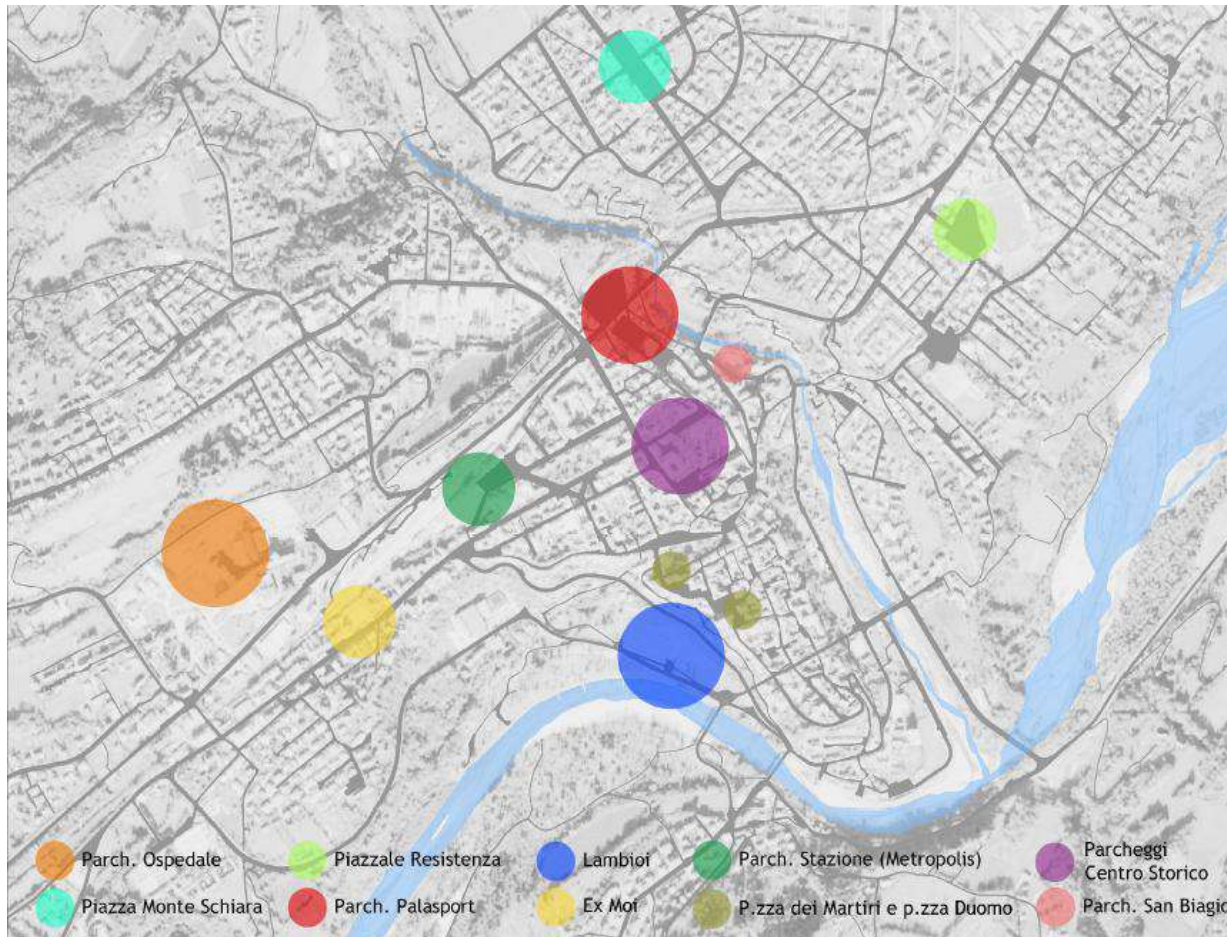 Parch. Ospedale
Piazzale Resistenza
Lambioi
Parch. Stazione (Metropolis)
Parcheggi
Centro Storico
Piazza Monte Schiara
Parch. Palasport
Ex Moi
P.zza dei Martiri e p.zza Duomo
Parch. San Biagio